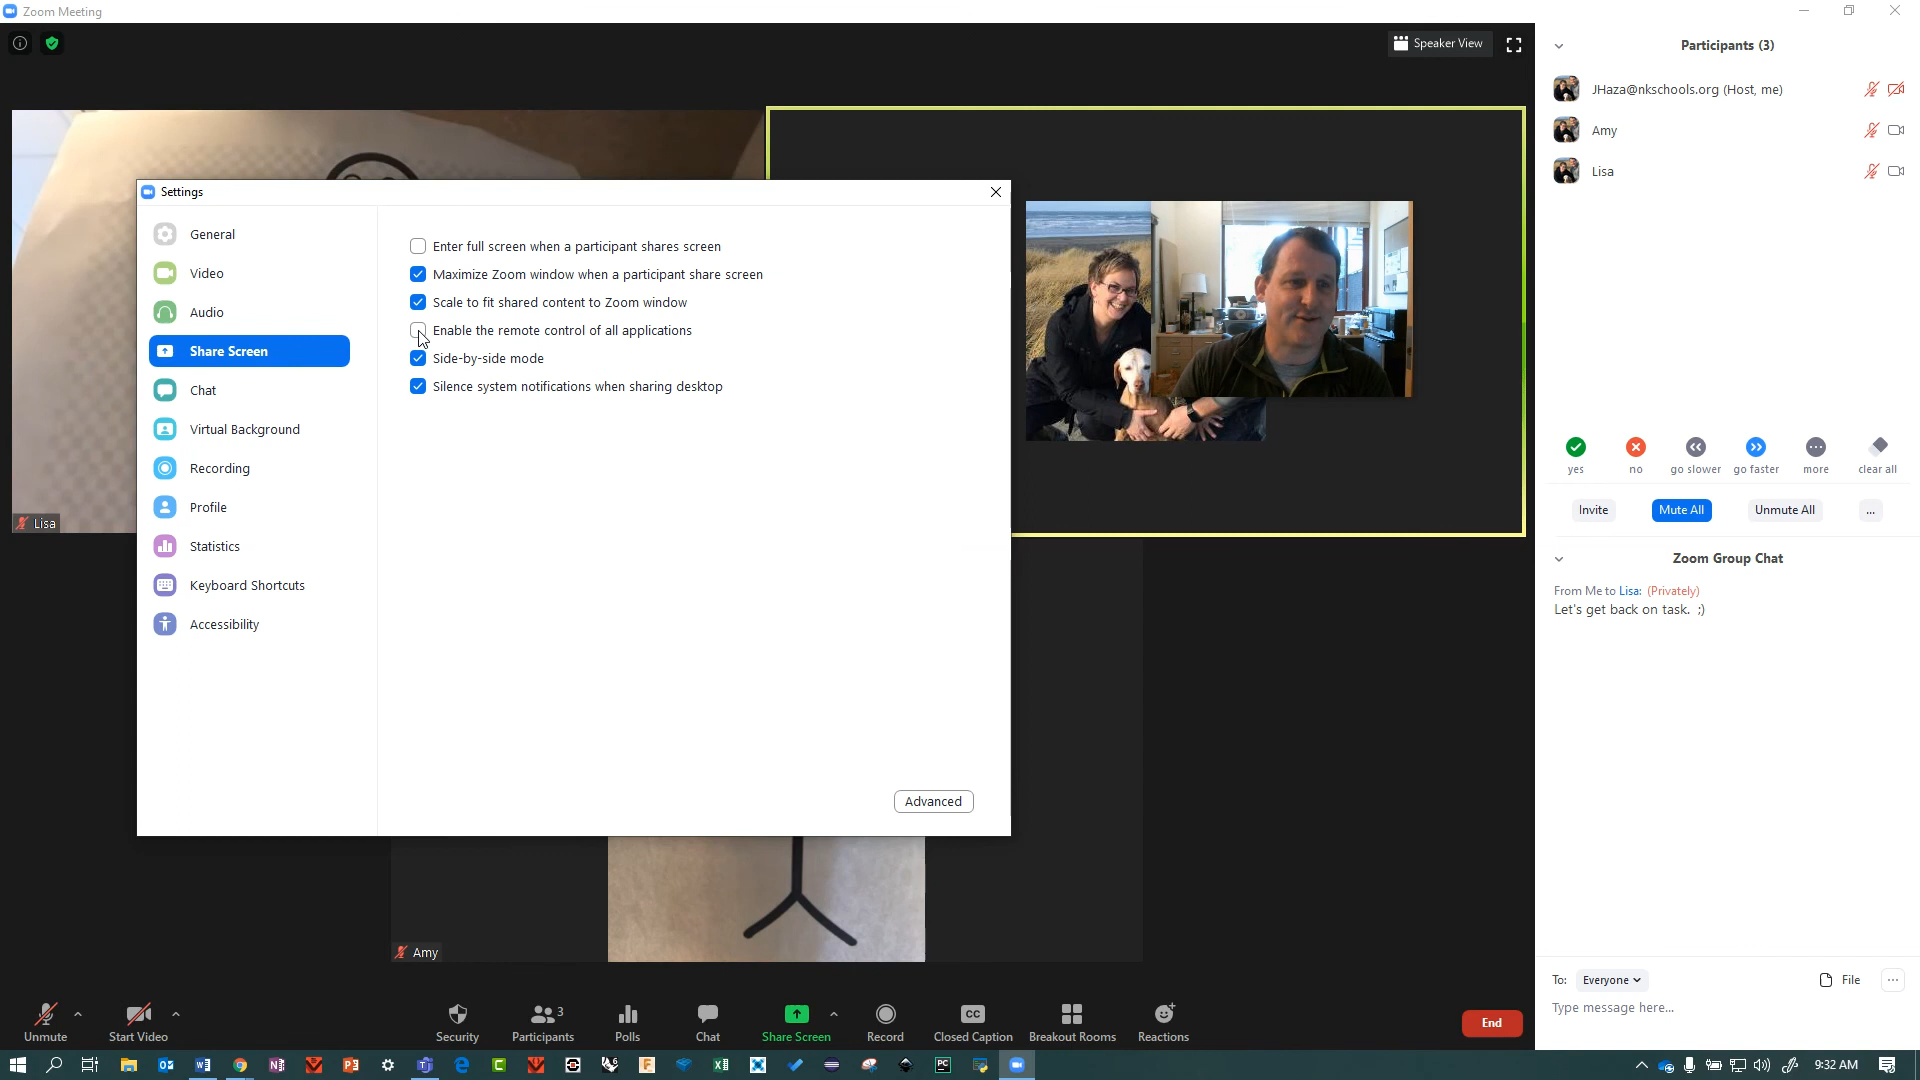 Zoom Meeting
Speaker View
Lisa
Settings
General
Video
Audio
Share Screen
Chat
Virtual Background
Recording
Profile
Statistics
Keyboard Shortcuts
Accessibility
Enter full screen when a participant shares screen
Maximize Zoom window when a participant share screen
Scale to fit shared content to Zoom window
Enable the remote control of all applications
Side-by-side mode
Silence system notifications when sharing desktop
Advanced
Amy
Participants (3)
JHaza@nkschools.org (Host, me)
Amy
Lisa
yes
no
go slower
go faster
more
clear all
Invite
Mute All
Unmute All
...
Zoom Group Chat
From Me to Lisa: (Privately)
Let's get back on task. ;)
To: Everyone
File
Type message here...
Unmute
Start Video
Security
3
Participants
Polls
Chat
Share Screen
Record
CC
Closed Caption
Breakout Rooms
Reactions
End
9:32 AM